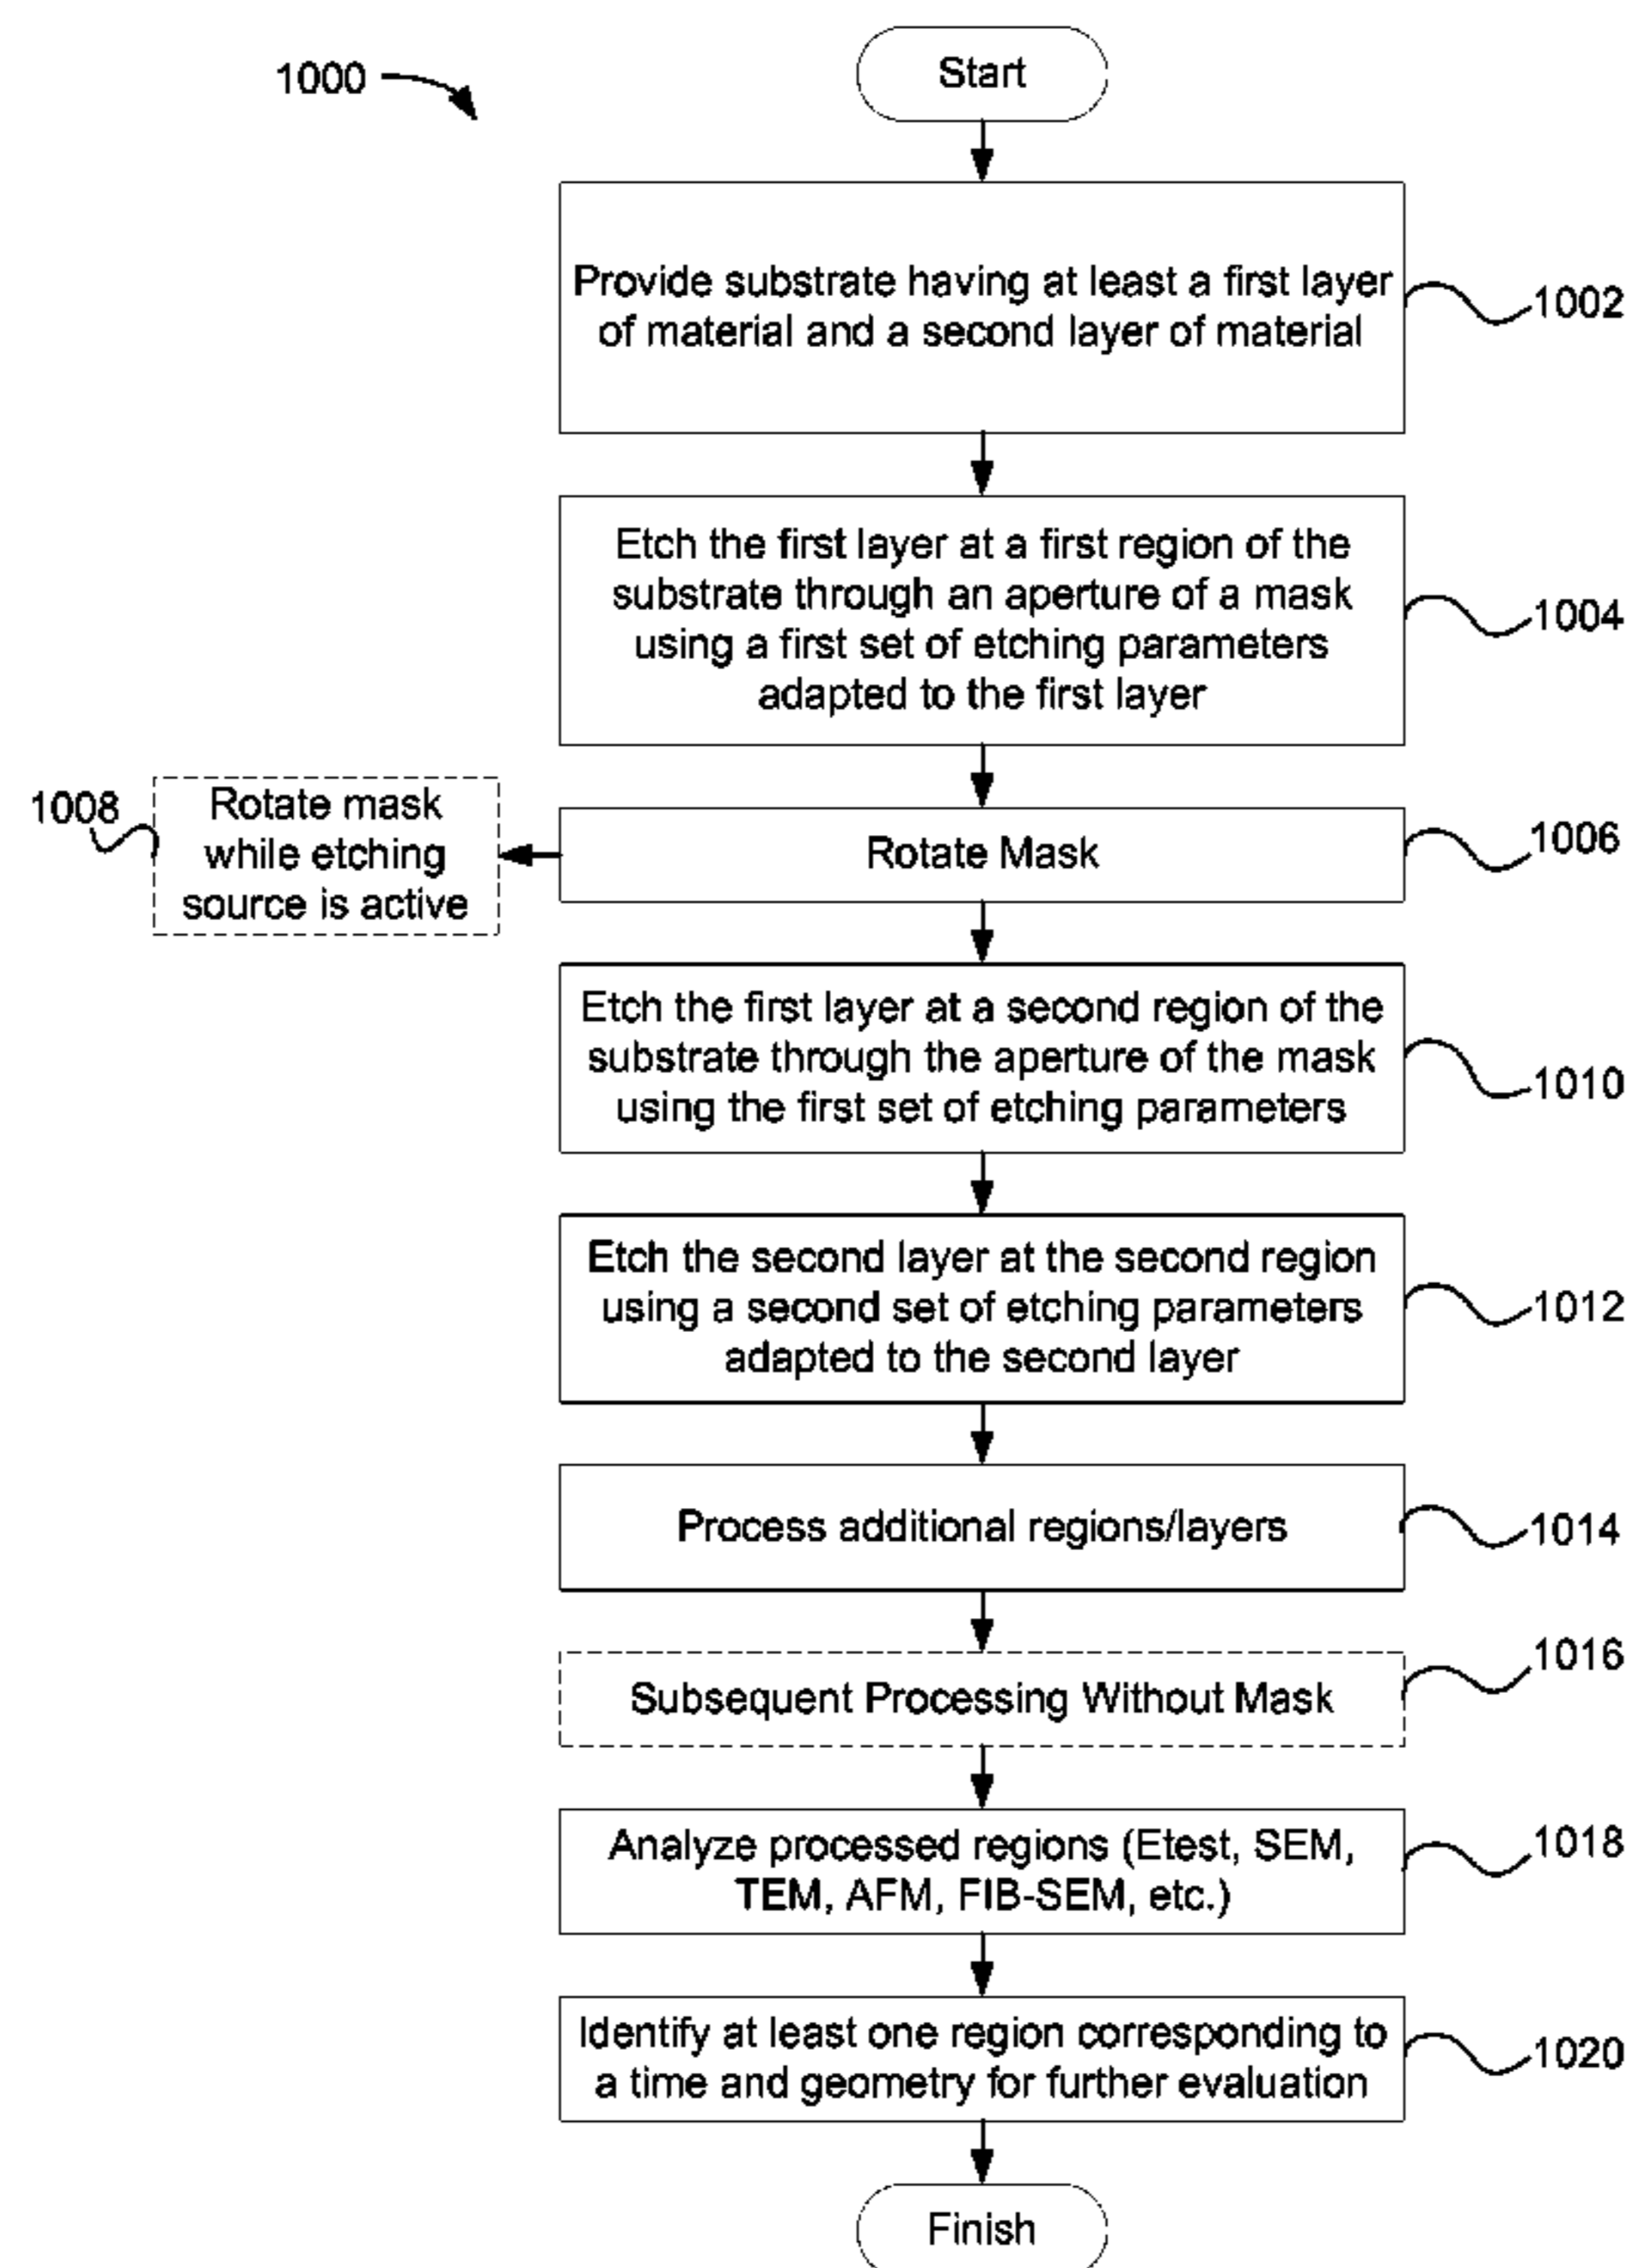 1000
Start
Provide substrate having at least a first layer
of material and a second layer of material
1002
Etch the first layer at a first region of the
substrate through an aperture of a mask
using a first set of etching parameters
adapted to the first layer
1004
1008
Rotate mask
while etching
source is active
Rotate Mask
1006
Etch the first layer at a second region of the
substrate through the aperture of the mask
using the first set of etching parameters
1010
Etch the second layer at the second region
using a second set of etching parameters
adapted to the second layer
1012
Process additional regions/layers
1014
Subsequent Processing Without Mask
1016
Analyze processed regions (Etest, SEM,
TEM, AFM, FIB-SEM, etc.)
1018
Identify at least one region corresponding to
a time and geometry for further evaluation
1020
Finish